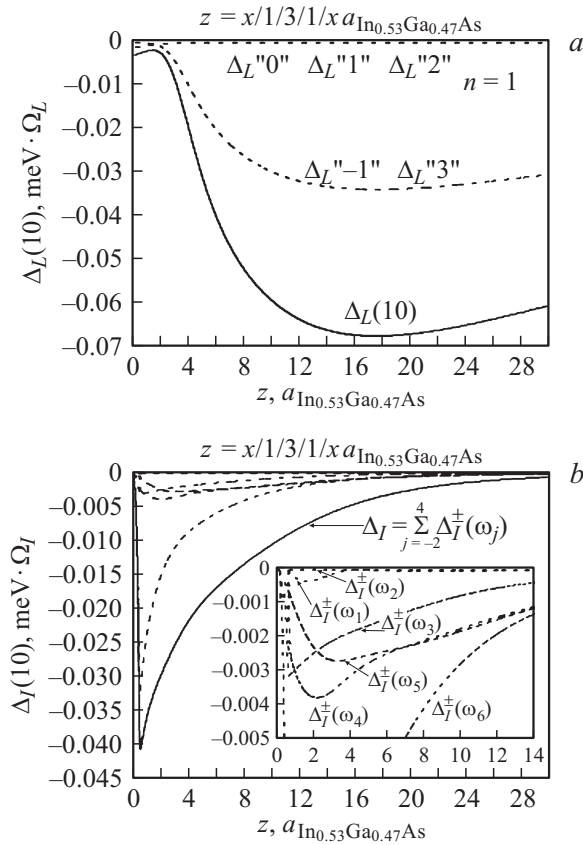 z = x/1/3/1/x a_In0.53Ga0.47As
a
0
−0.01
−0.02
−0.03
−0.04
−0.05
−0.06
−0.07
Δ_L(10), meV · Ω_L
Δ_L"0" Δ_L"1" Δ_L"2"
n = 1
Δ_L"−1" Δ_L"3"
Δ_L(10)
0 4 8 12 16 20 24 28
z, a_In0.53Ga0.47As
z = x/1/3/1/x a_In0.53Ga0.47As
b
0
−0.005
−0.010
−0.015
−0.020
−0.025
−0.030
−0.035
−0.040
−0.045
Δ_I(10), meV · Ω_I
Δ_I = Σ_{j = −2}^{4} Δ_I^±(ω_j)
0
−0.001
−0.002
−0.003
−0.004
−0.005
Δ_I^±(ω_2)
Δ_I^±(ω_1)
Δ_I^±(ω_3)
Δ_I^±(ω_5)
Δ_I^±(ω_4)
Δ_I^±(ω_6)
0 2 4 6 8 10 12 14
0 4 8 12 16 20 24 28
z, a_In0.53Ga0.47As